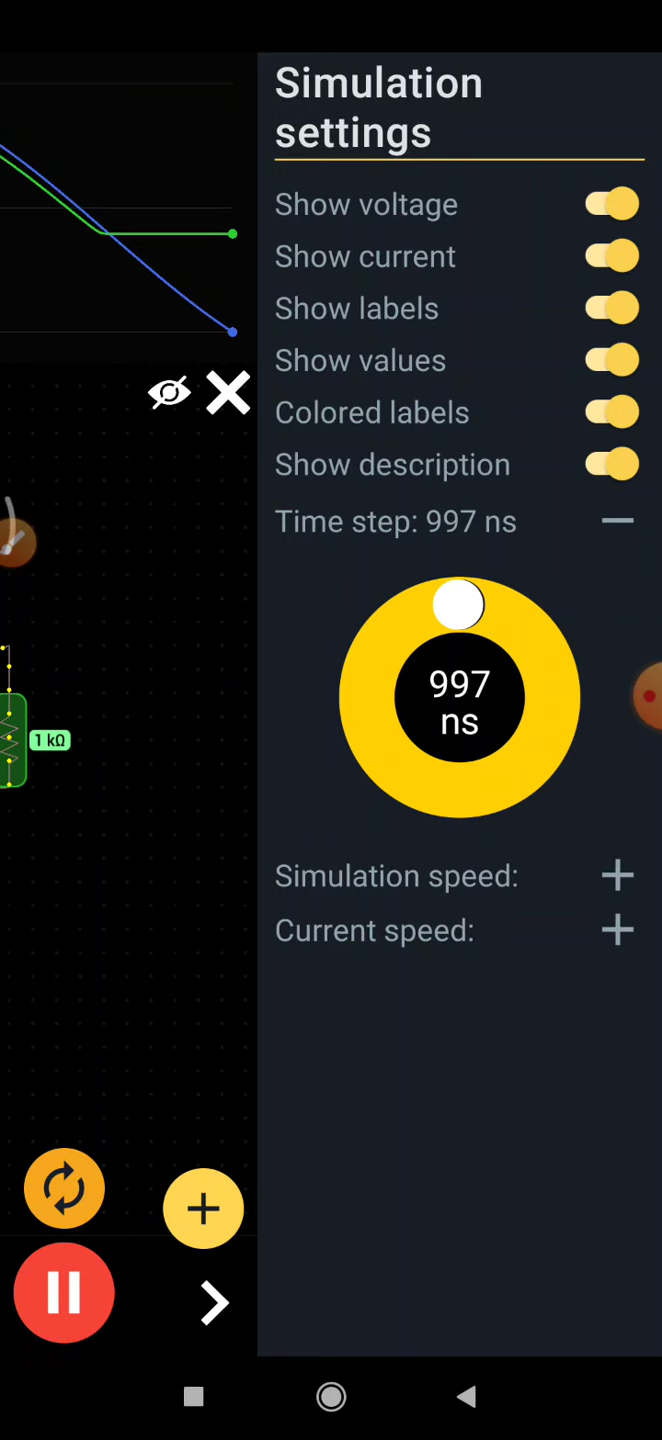 Simulation
settings
Show voltage
Show current
Show labels
Show values
Colored labels
Show description
Time step: 997 ns
997
ns
1 kΩ
Simulation speed:
Current speed: